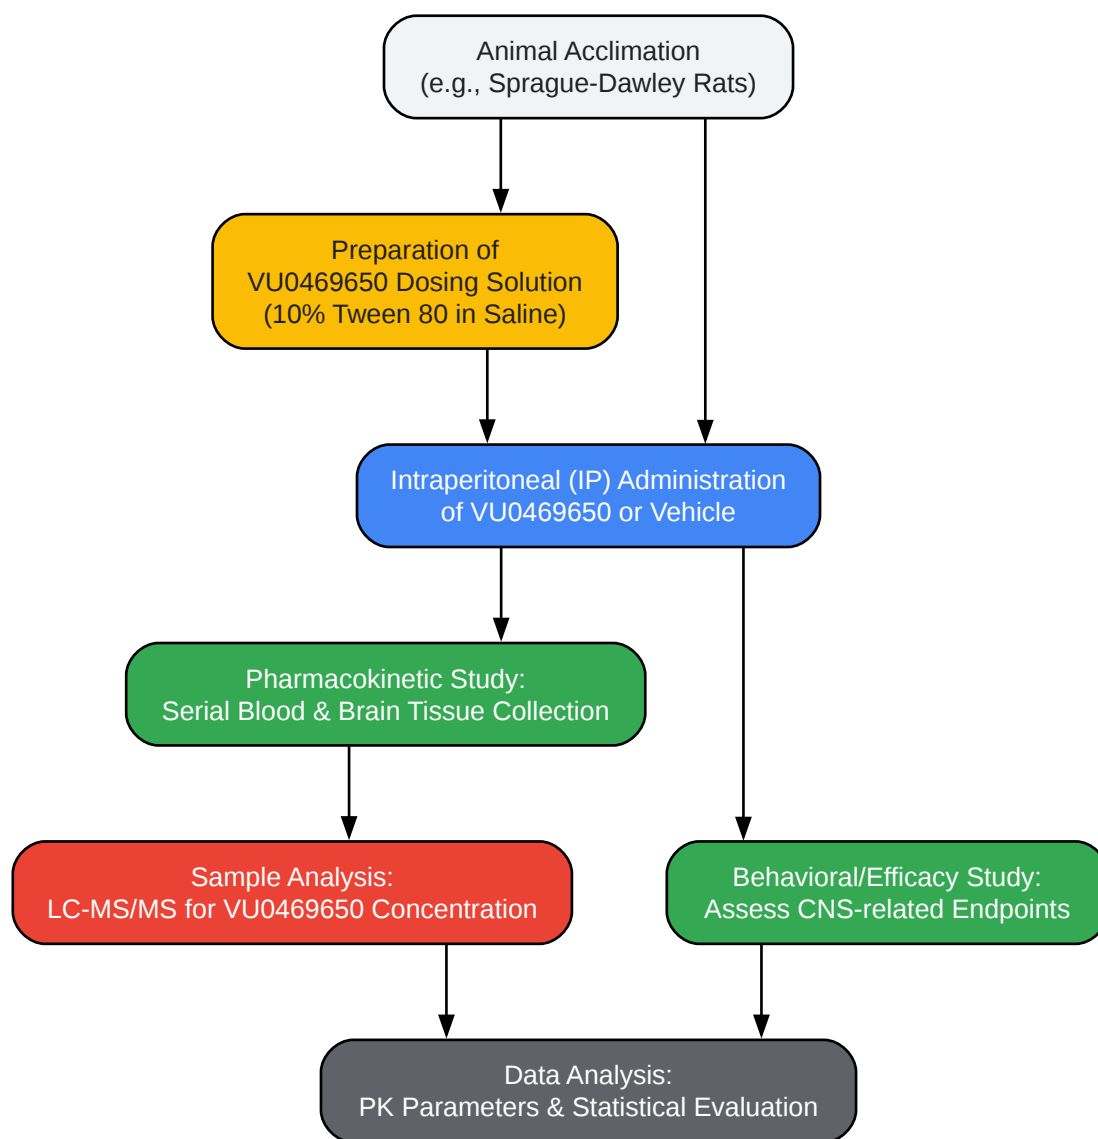 Animal Acclimation
(e.g., Sprague-Dawley Rats)
Preparation of
VU0469650 Dosing Solution
(10% Tween 80 in Saline)
Intraperitoneal (IP) Administration
of VU0469650 or Vehicle
Pharmacokinetic Study:
Serial Blood & Brain Tissue Collection
Sample Analysis:
LC-MS/MS for VU0469650 Concentration
Behavioral/Efficacy Study:
Assess CNS-related Endpoints
Data Analysis:
PK Parameters & Statistical Evaluation